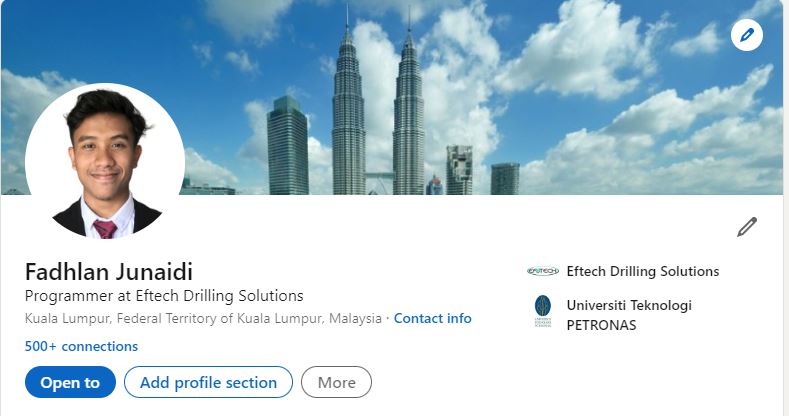 Fadhlan Junaidi
Programmer at Eftech Drilling Solutions
Kuala Lumpur, Federal Territory of Kuala Lumpur, Malaysia · Contact info
500+ connections
Open to
Add profile section
More
Eftech Drilling Solutions
Universiti Teknologi
PETRONAS